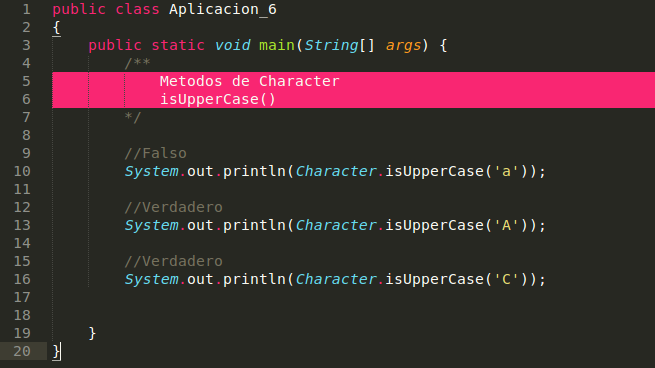 1 public class Aplicacion_6
2 {
3 public static void main(String[] args) {
4 /**
5 Metodos de Character
6 isUpperCase()
7 */
8
9 //Falso
10 System.out.println(Character.isUpperCase('a'));
11
12 //Verdadero
13 System.out.println(Character.isUpperCase('A'));
14
15 //Verdadero
16 System.out.println(Character.isUpperCase('C'));
17
18
19 }
20 }